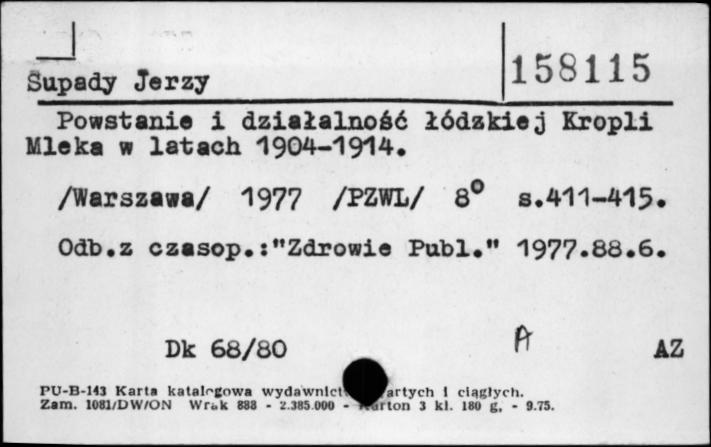 158115
Supady Jerzy
Powstanie i działalność łódzkiej Kropli
Mleka w latach 1904-1914.
/Warszawa/ 1977 /PZWL/ 8° s.411-415.
Odb.z czasop.:"Zdrowie Publ." 1977.88.6.
Dk 68/80 A AZ
PU-B-143 Karta katalogowa wydawnict artych i ciągłych.
Zam. 1081/DW/ON Wrak 888 - 2.385.000 - Karton 3 kl. 180 g, - 9.75.